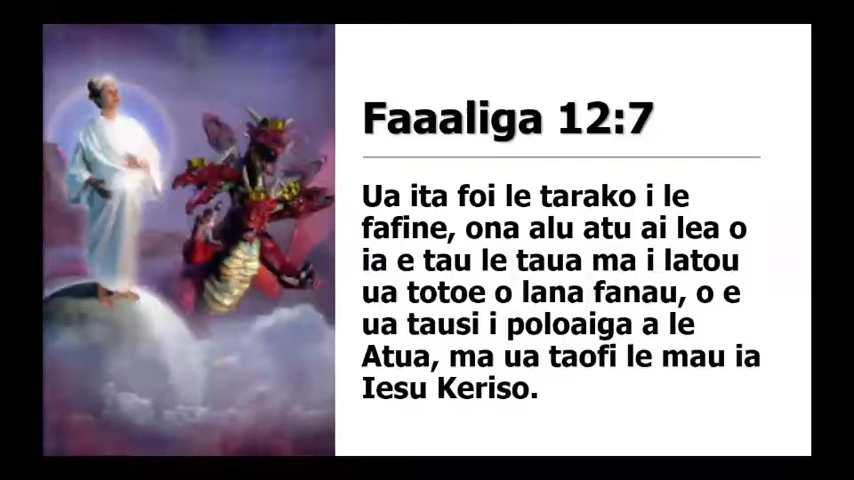 Faaaliga 12:7
Ua ita foi le tarako i le
fafine, ona alu atu ai lea o
ia e tau le taua ma i latou
ua totoe o lana fanau, o e
ua tausi i poloaiga a le
Atua, ma ua taofi le mau ia
Iesu Keriso.